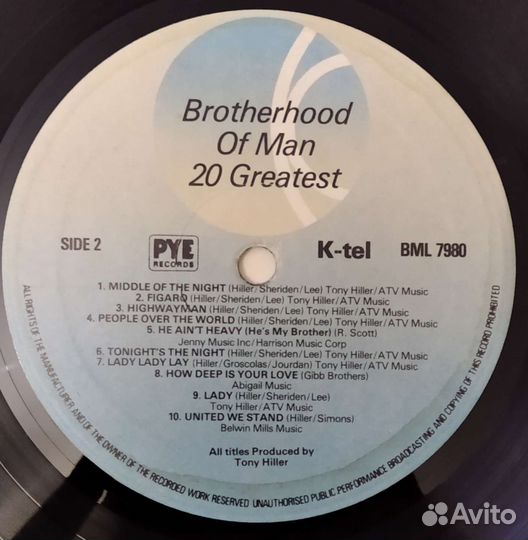 Brotherhood
Of Man
20 Greatest
SIDE 2
PYE
RECORDS
K-tel
BML 7980
1. MIDDLE OF THE NIGHT (Hiller/Sheriden/Lee) Tony Hiller/ATV Music
2. FIGARO (Hiller/Sheriden/Lee) Tony Hiller/ATV Music
3. HIGHWAYMAN (Hiller/Sheriden/Lee) Tony Hiller/ATV Music
4. PEOPLE OVER THE WORLD (Hiller/Sheriden/Lee) Tony Hiller/ATV Music
5. HE AIN'T HEAVY (He's My Brother) (R. Scott)
Jenny Music Inc/Harrison Music Corp
6. TONIGHT'S THE NIGHT (Hiller/Sheriden/Lee) Tony Hiller/ATV Music
7. LADY LADY LAY (Hiller/Groscolas/Jourdan) Tony Hiller/ATV Music
8. HOW DEEP IS YOUR LOVE (Gibb Brothers)
Abigail Music
9. LADY (Hiller/Sheriden/Lee)
Tony Hiller/ATV Music
10. UNITED WE STAND (Hiller/Simons)
Belwin Mills Music
All titles Produced by
Tony Hiller
ALL RIGHTS OF THE MANUFACTURER AND OF THE OWNER OF THE RECORDED WORK RESERVED UNAUTHORISED PUBLIC PERFORMANCE BROADCASTING AND COPYING OF THIS RECORD PROHIBITED
Avito